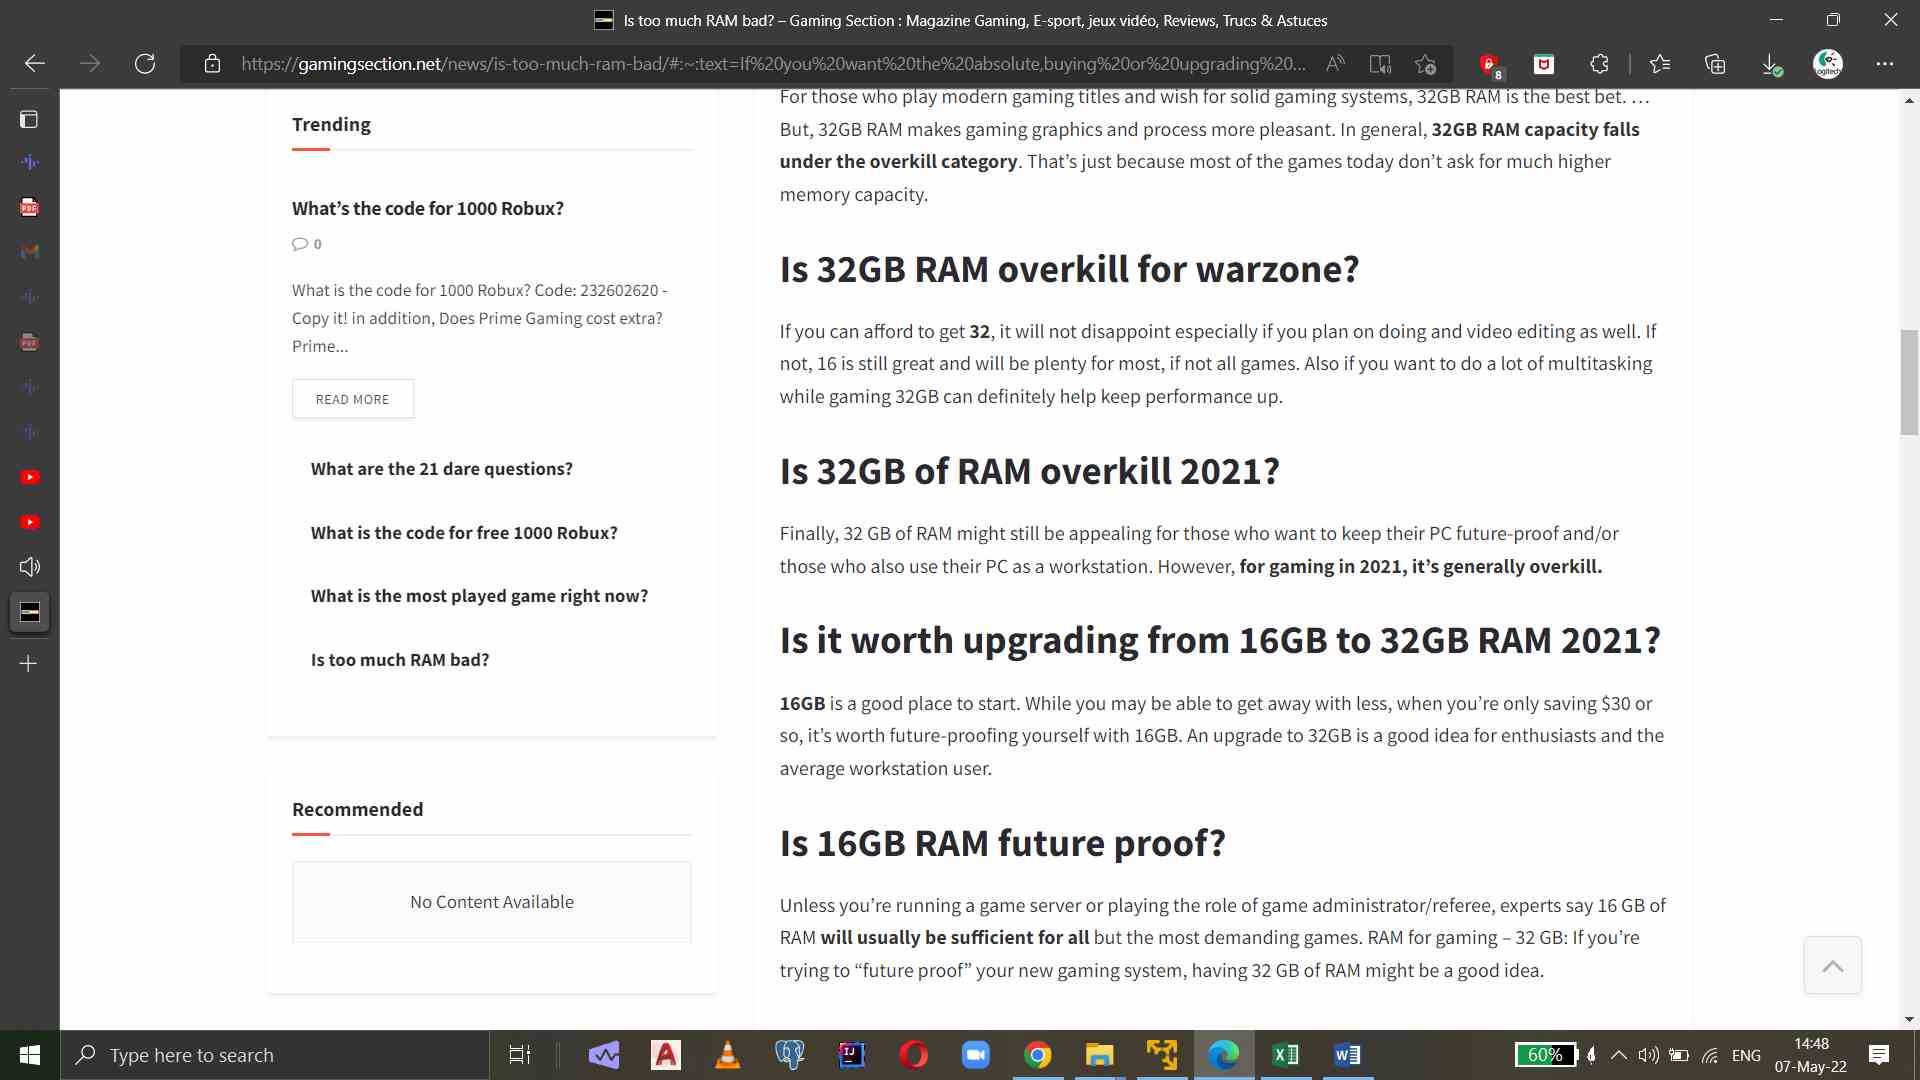 Is too much RAM bad? – Gaming Section : Magazine Gaming, E-sport, jeux vidéo, Reviews, Trucs & Astuces
https://gamingsection.net/news/is-too-much-ram-bad/#:~:text=If%20you%20want%20the%20absolute,buying%20or%20upgrading%20...
8
Trending
What’s the code for 1000 Robux?
0
What is the code for 1000 Robux? Code: 232602620 -
Copy it! in addition, Does Prime Gaming cost extra?
Prime...
READ MORE
What are the 21 dare questions?
What is the code for free 1000 Robux?
What is the most played game right now?
Is too much RAM bad?
Recommended
No Content Available
For those who play modern gaming titles and wish for solid gaming systems, 32GB RAM is the best bet. …
But, 32GB RAM makes gaming graphics and process more pleasant. In general, 32GB RAM capacity falls
under the overkill category. That’s just because most of the games today don’t ask for much higher
memory capacity.
Is 32GB RAM overkill for warzone?
If you can afford to get 32, it will not disappoint especially if you plan on doing and video editing as well. If
not, 16 is still great and will be plenty for most, if not all games. Also if you want to do a lot of multitasking
while gaming 32GB can definitely help keep performance up.
Is 32GB of RAM overkill 2021?
Finally, 32 GB of RAM might still be appealing for those who want to keep their PC future-proof and/or
those who also use their PC as a workstation. However, for gaming in 2021, it’s generally overkill.
Is it worth upgrading from 16GB to 32GB RAM 2021?
16GB is a good place to start. While you may be able to get away with less, when you’re only saving $30 or
so, it’s worth future-proofing yourself with 16GB. An upgrade to 32GB is a good idea for enthusiasts and the
average workstation user.
Is 16GB RAM future proof?
Unless you’re running a game server or playing the role of game administrator/referee, experts say 16 GB of
RAM will usually be sufficient for all but the most demanding games. RAM for gaming – 32 GB: If you’re
trying to “future proof” your new gaming system, having 32 GB of RAM might be a good idea.
Type here to search
60%
ENG
14:48
07-May-22